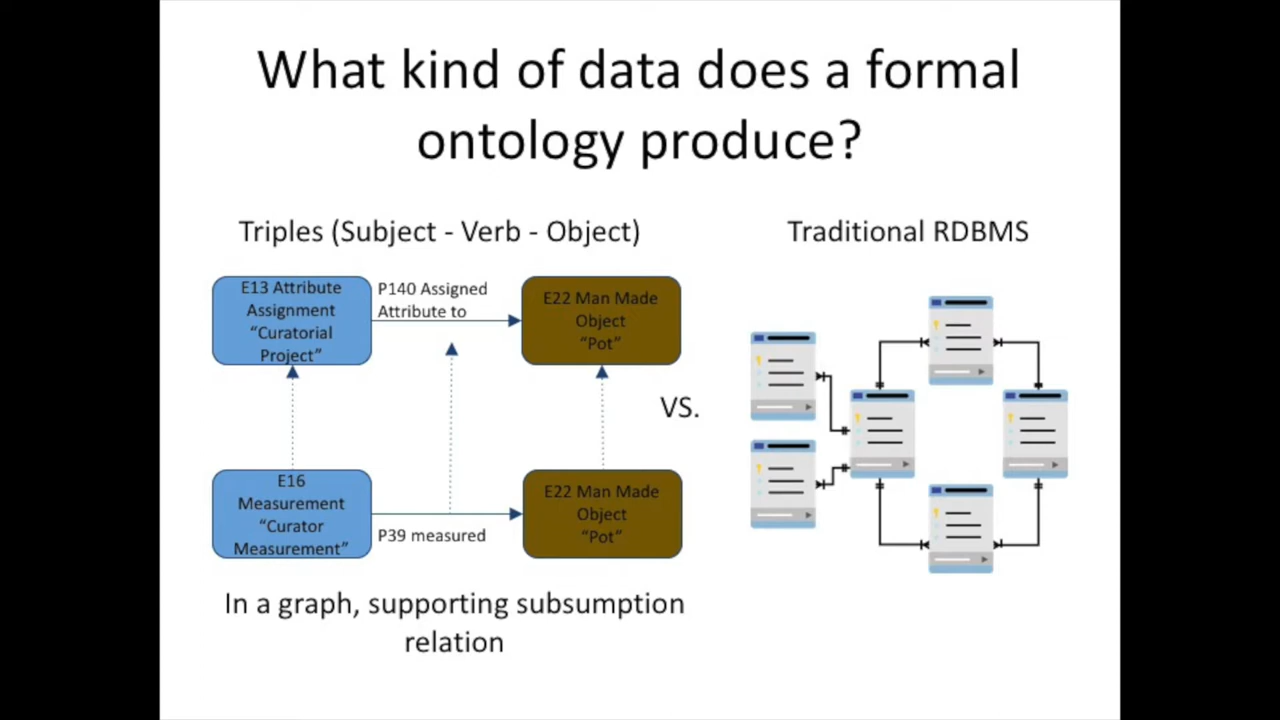 What kind of data does a formal
ontology produce?
Triples (Subject - Verb - Object)
Traditional RDBMS
E13 Attribute
Assignment
“Curatorial
Project”
P140 Assigned
Attribute to
E22 Man Made
Object
“Pot”
VS.
E16
Measurement
“Curator
Measurement”
P39 measured
E22 Man Made
Object
“Pot”
In a graph, supporting subsumption
relation